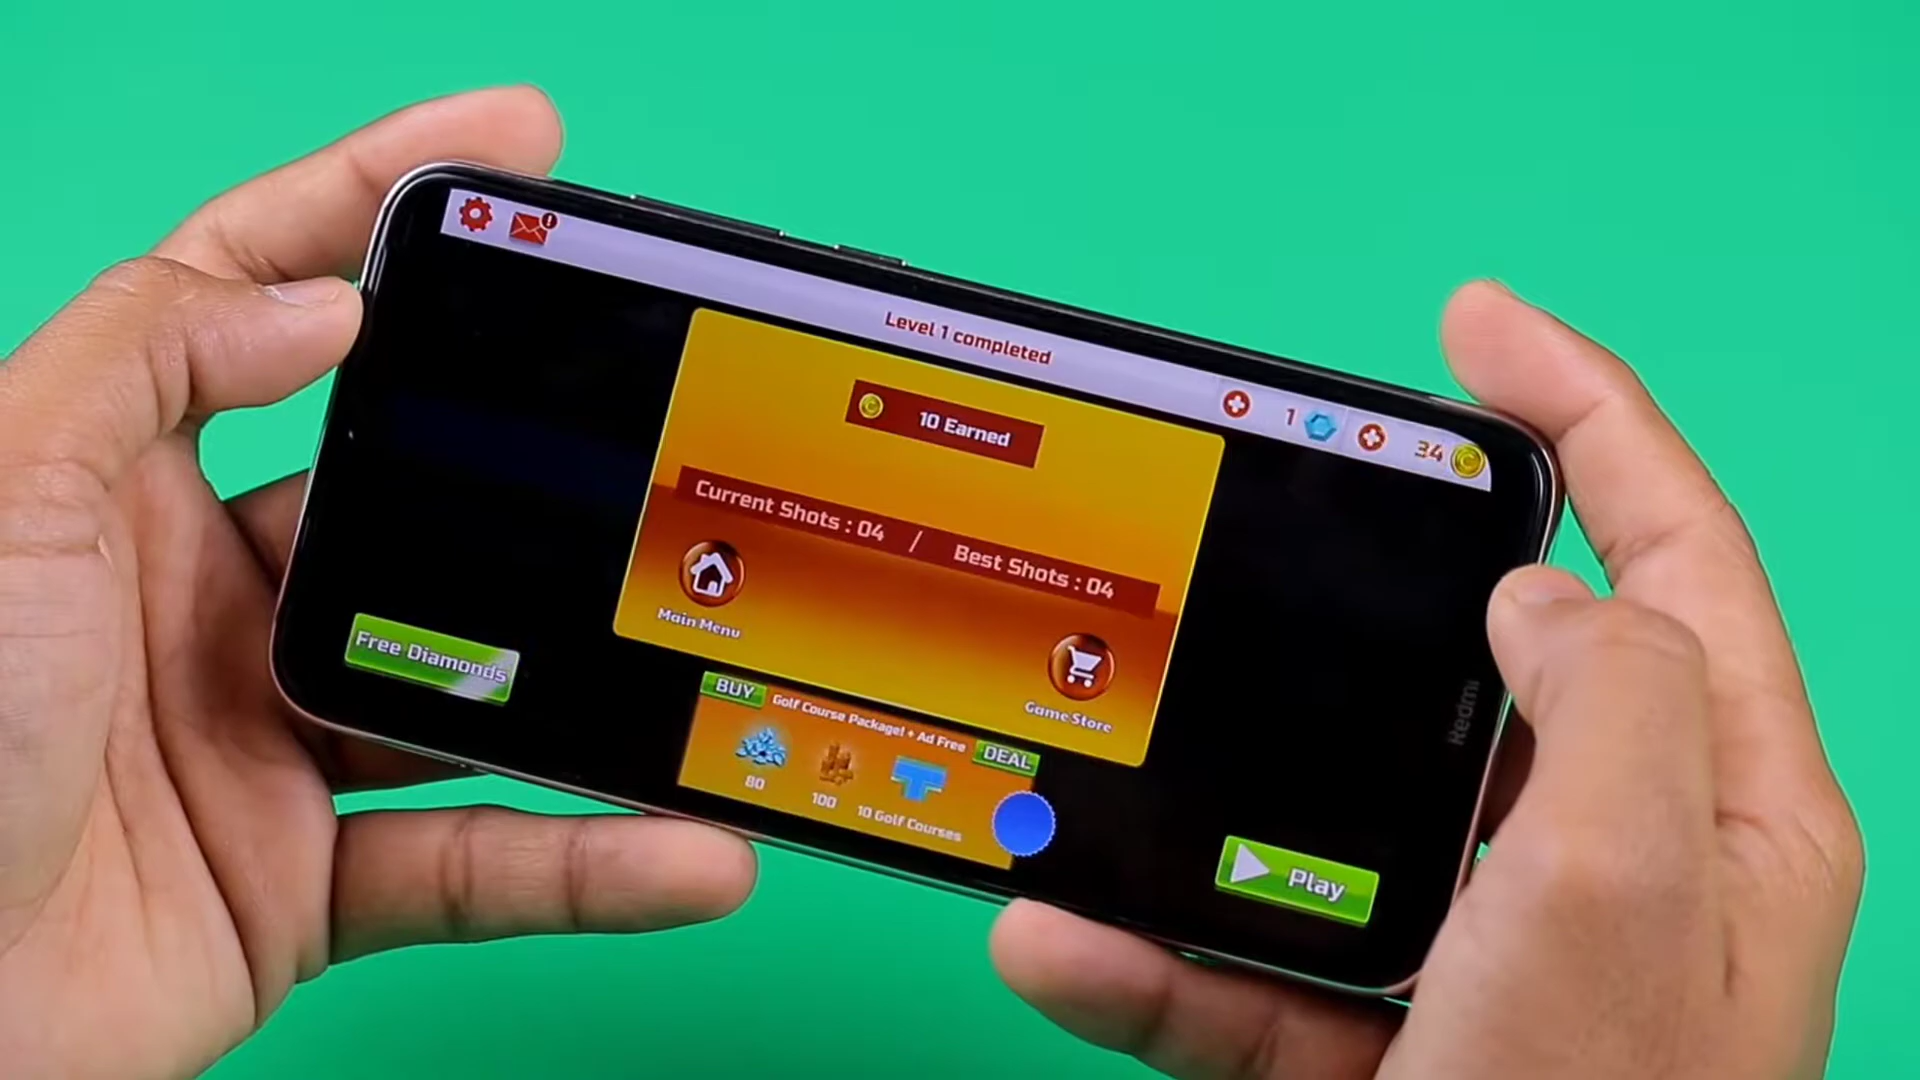 !
Level 1 completed
1
34
10 Earned
Current Shots : 04 / Best Shots : 04
Main Menu
Game Store
Free Diamonds
BUY
Golf Course Package! + Ad Free
DEAL
80
100
10 Golf Courses
Play
Redmi